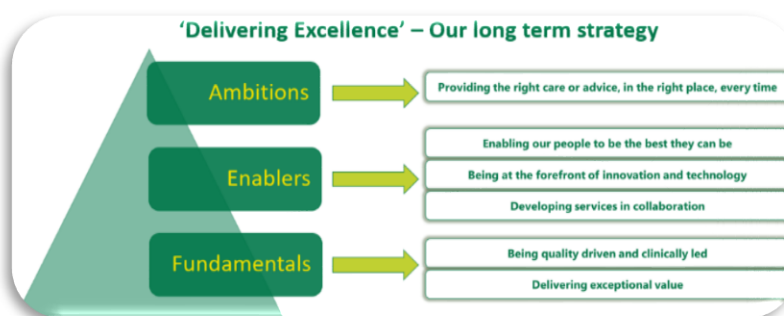 ‘Delivering Excellence’ – Our long term strategy
Ambitions
Providing the right care or advice, in the right place, every time
Enablers
Enabling our people to be the best they can be
Being at the forefront of innovation and technology
Developing services in collaboration
Fundamentals
Being quality driven and clinically led
Delivering exceptional value